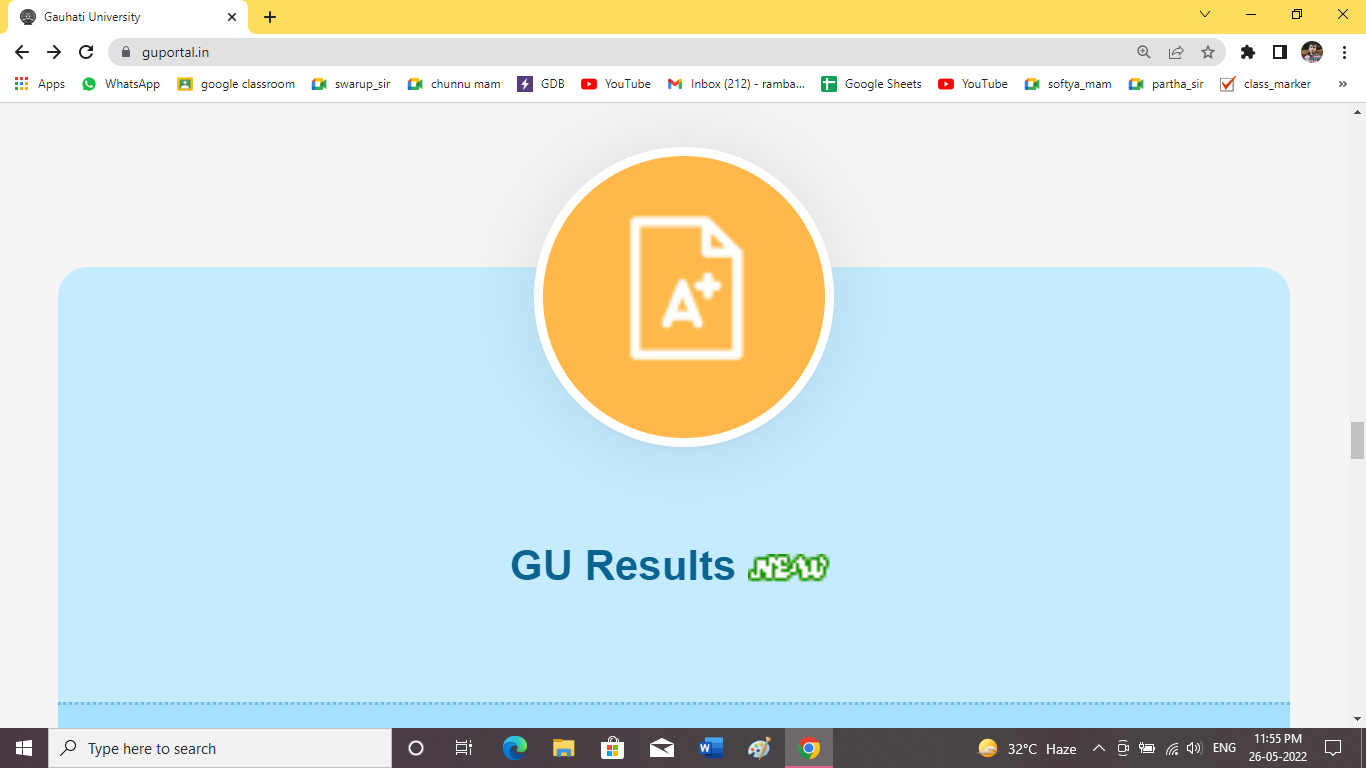 Gauhati University
guportal.in
Apps WhatsApp google classroom swarup_sir chunnu mam GDB YouTube Inbox (212) - ramba... Google Sheets YouTube softya_mam partha_sir class_marker »
A+
GU Results NEW
Type here to search
32°C Haze ENG
11:55 PM
26-05-2022